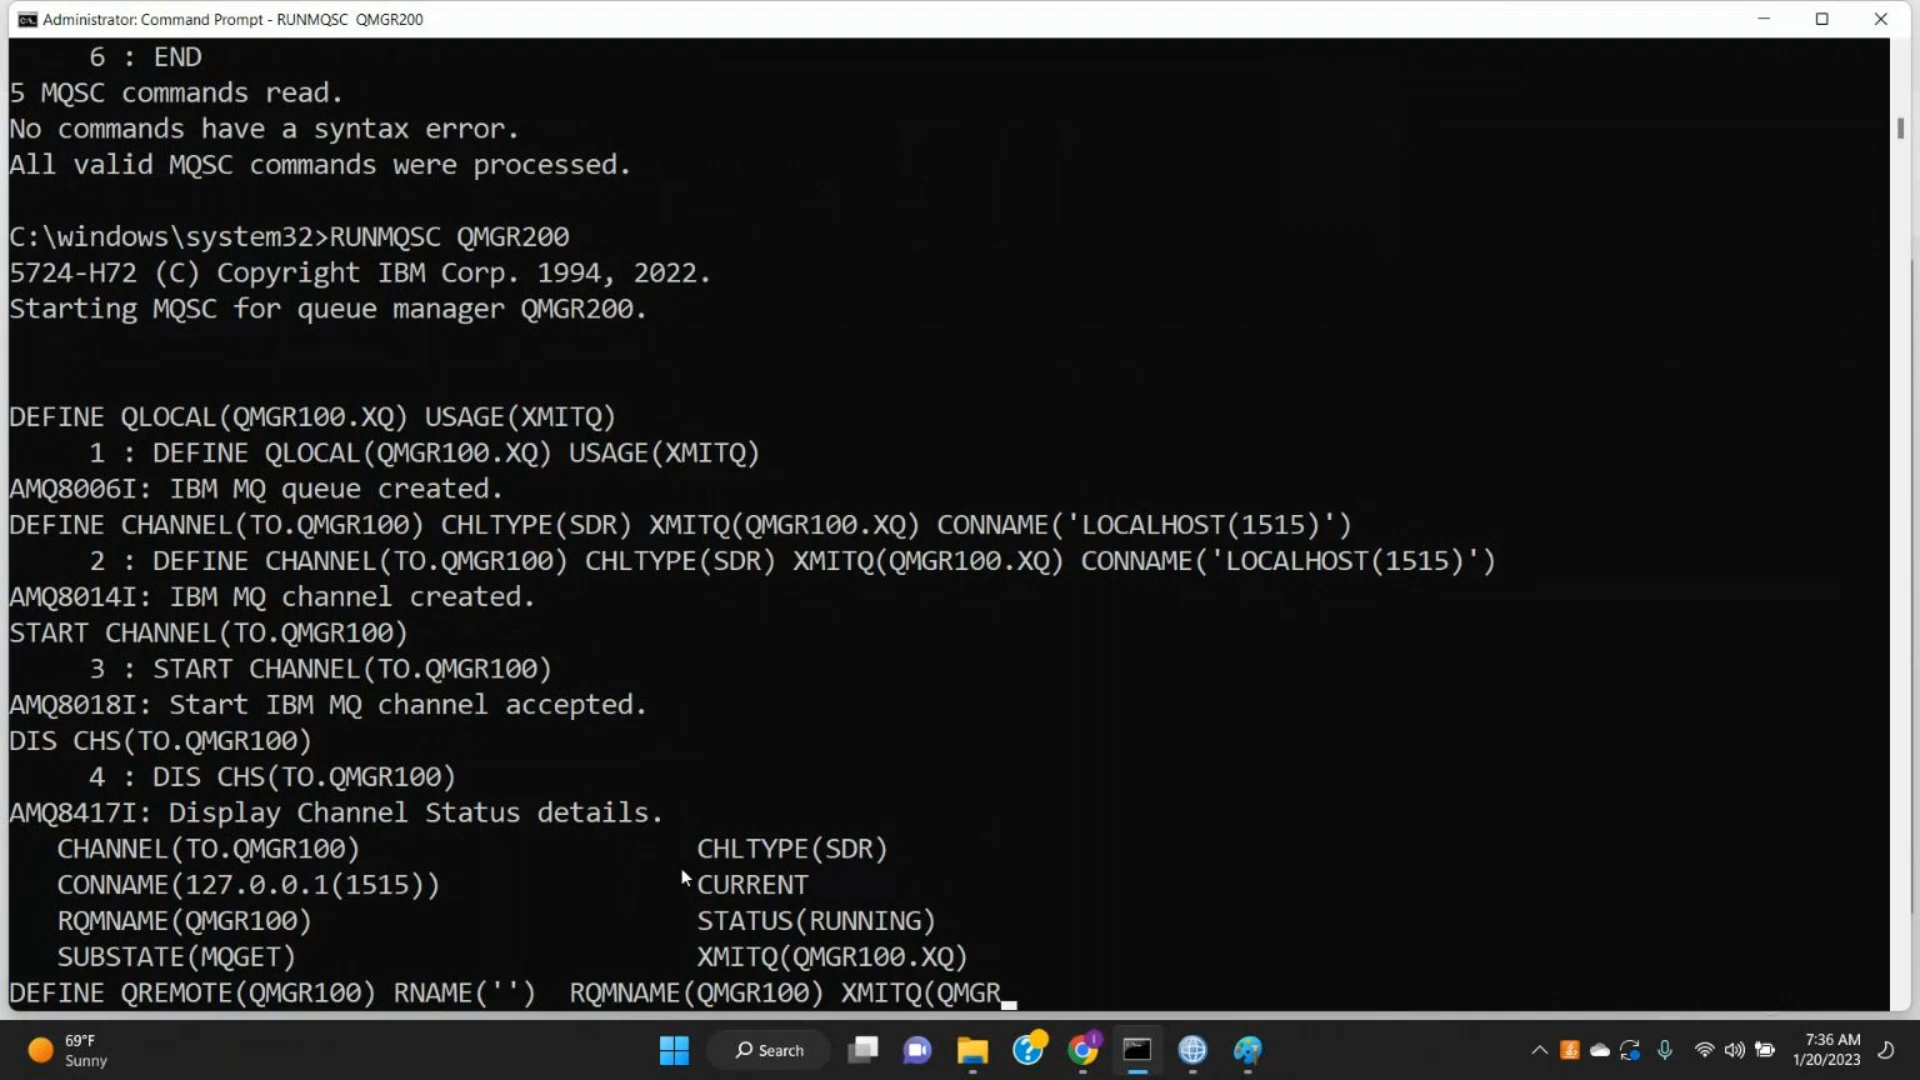 Administrator: Command Prompt - RUNMQSC QMGR200
6 : END
5 MQSC commands read.
No commands have a syntax error.
All valid MQSC commands were processed.
C:\windows\system32>RUNMQSC QMGR200
5724-H72 (C) Copyright IBM Corp. 1994, 2022.
Starting MQSC for queue manager QMGR200.
DEFINE QLOCAL(QMGR100.XQ) USAGE(XMITQ)
1 : DEFINE QLOCAL(QMGR100.XQ) USAGE(XMITQ)
AMQ8006I: IBM MQ queue created.
DEFINE CHANNEL(TO.QMGR100) CHLTYPE(SDR) XMITQ(QMGR100.XQ) CONNAME('LOCALHOST(1515)')
2 : DEFINE CHANNEL(TO.QMGR100) CHLTYPE(SDR) XMITQ(QMGR100.XQ) CONNAME('LOCALHOST(1515)')
AMQ8014I: IBM MQ channel created.
START CHANNEL(TO.QMGR100)
3 : START CHANNEL(TO.QMGR100)
AMQ8018I: Start IBM MQ channel accepted.
DIS CHS(TO.QMGR100)
4 : DIS CHS(TO.QMGR100)
AMQ8417I: Display Channel Status details.
CHANNEL(TO.QMGR100) CHLTYPE(SDR)
CONNAME(127.0.0.1(1515)) CURRENT
RQMNAME(QMGR100) STATUS(RUNNING)
SUBSTATE(MQGET) XMITQ(QMGR100.XQ)
DEFINE QREMOTE(QMGR100) RNAME('')  RQMNAME(QMGR100) XMITQ(QMGR_
69°F
Sunny
Search
7:36 AM
1/20/2023